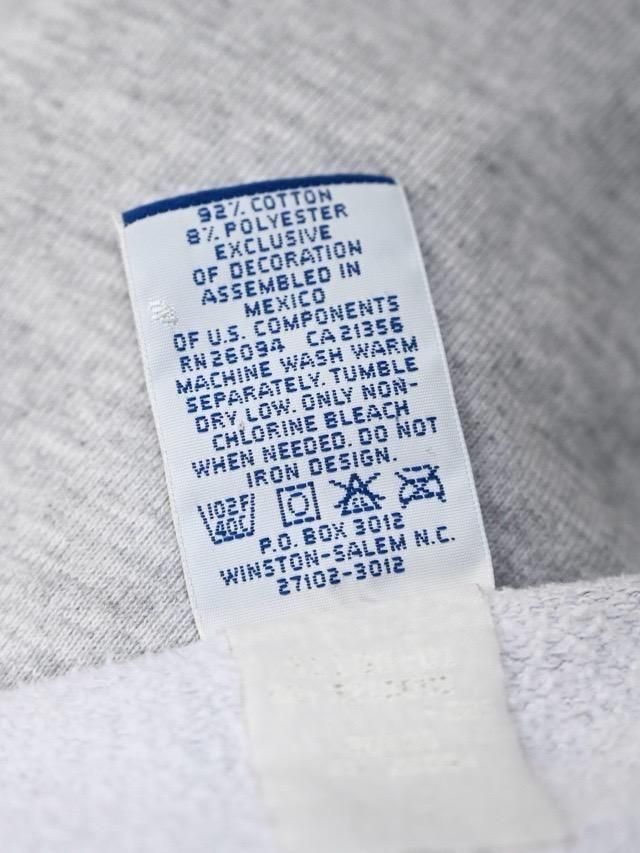 92% COTTON
8% POLYESTER
EXCLUSIVE
OF DECORATION
ASSEMBLED IN
MEXICO
OF U.S. COMPONENTS
RN26094 CA21356
MACHINE WASH WARM
SEPARATELY. TUMBLE
DRY LOW. ONLY NON-
CHLORINE BLEACH
WHEN NEEDED. DO NOT
IRON DESIGN.
102F
40C
P.O. BOX 3012
WINSTON-SALEM N.C.
27102-3012